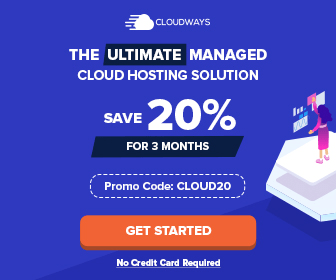 CLOUDWAYS
THE ULTIMATE MANAGED
CLOUD HOSTING SOLUTION
SAVE 20%
FOR 3 MONTHS
Promo Code: CLOUD20
GET STARTED
No Credit Card Required